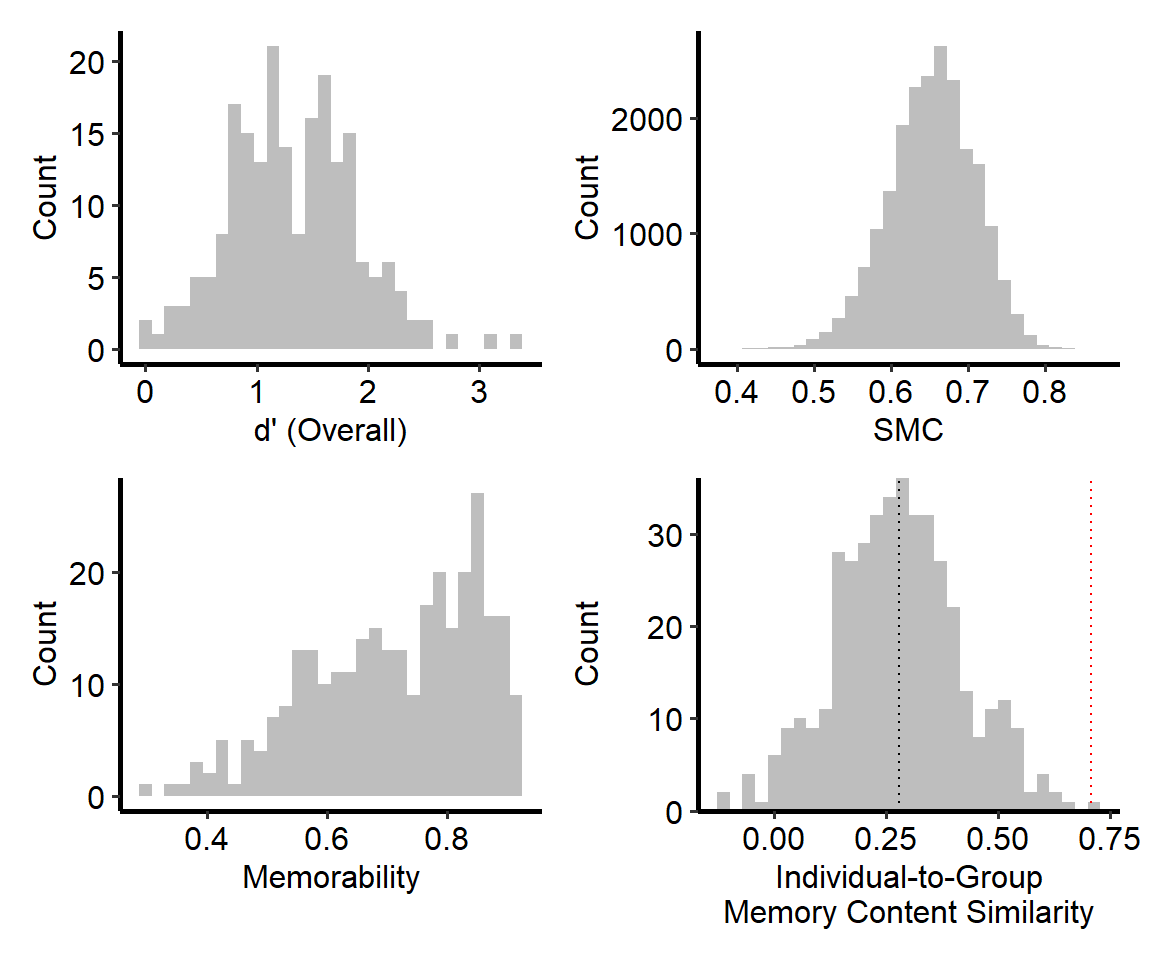 20
15
10
5
0
Count
0 1 2 3
d' (Overall)
2000
1000
0
Count
0.4 0.5 0.6 0.7 0.8
SMC
20
10
0
Count
0.4 0.6 0.8
Memorability
30
20
10
0
Count
0.00 0.25 0.50 0.75
Individual-to-Group
Memory Content Similarity